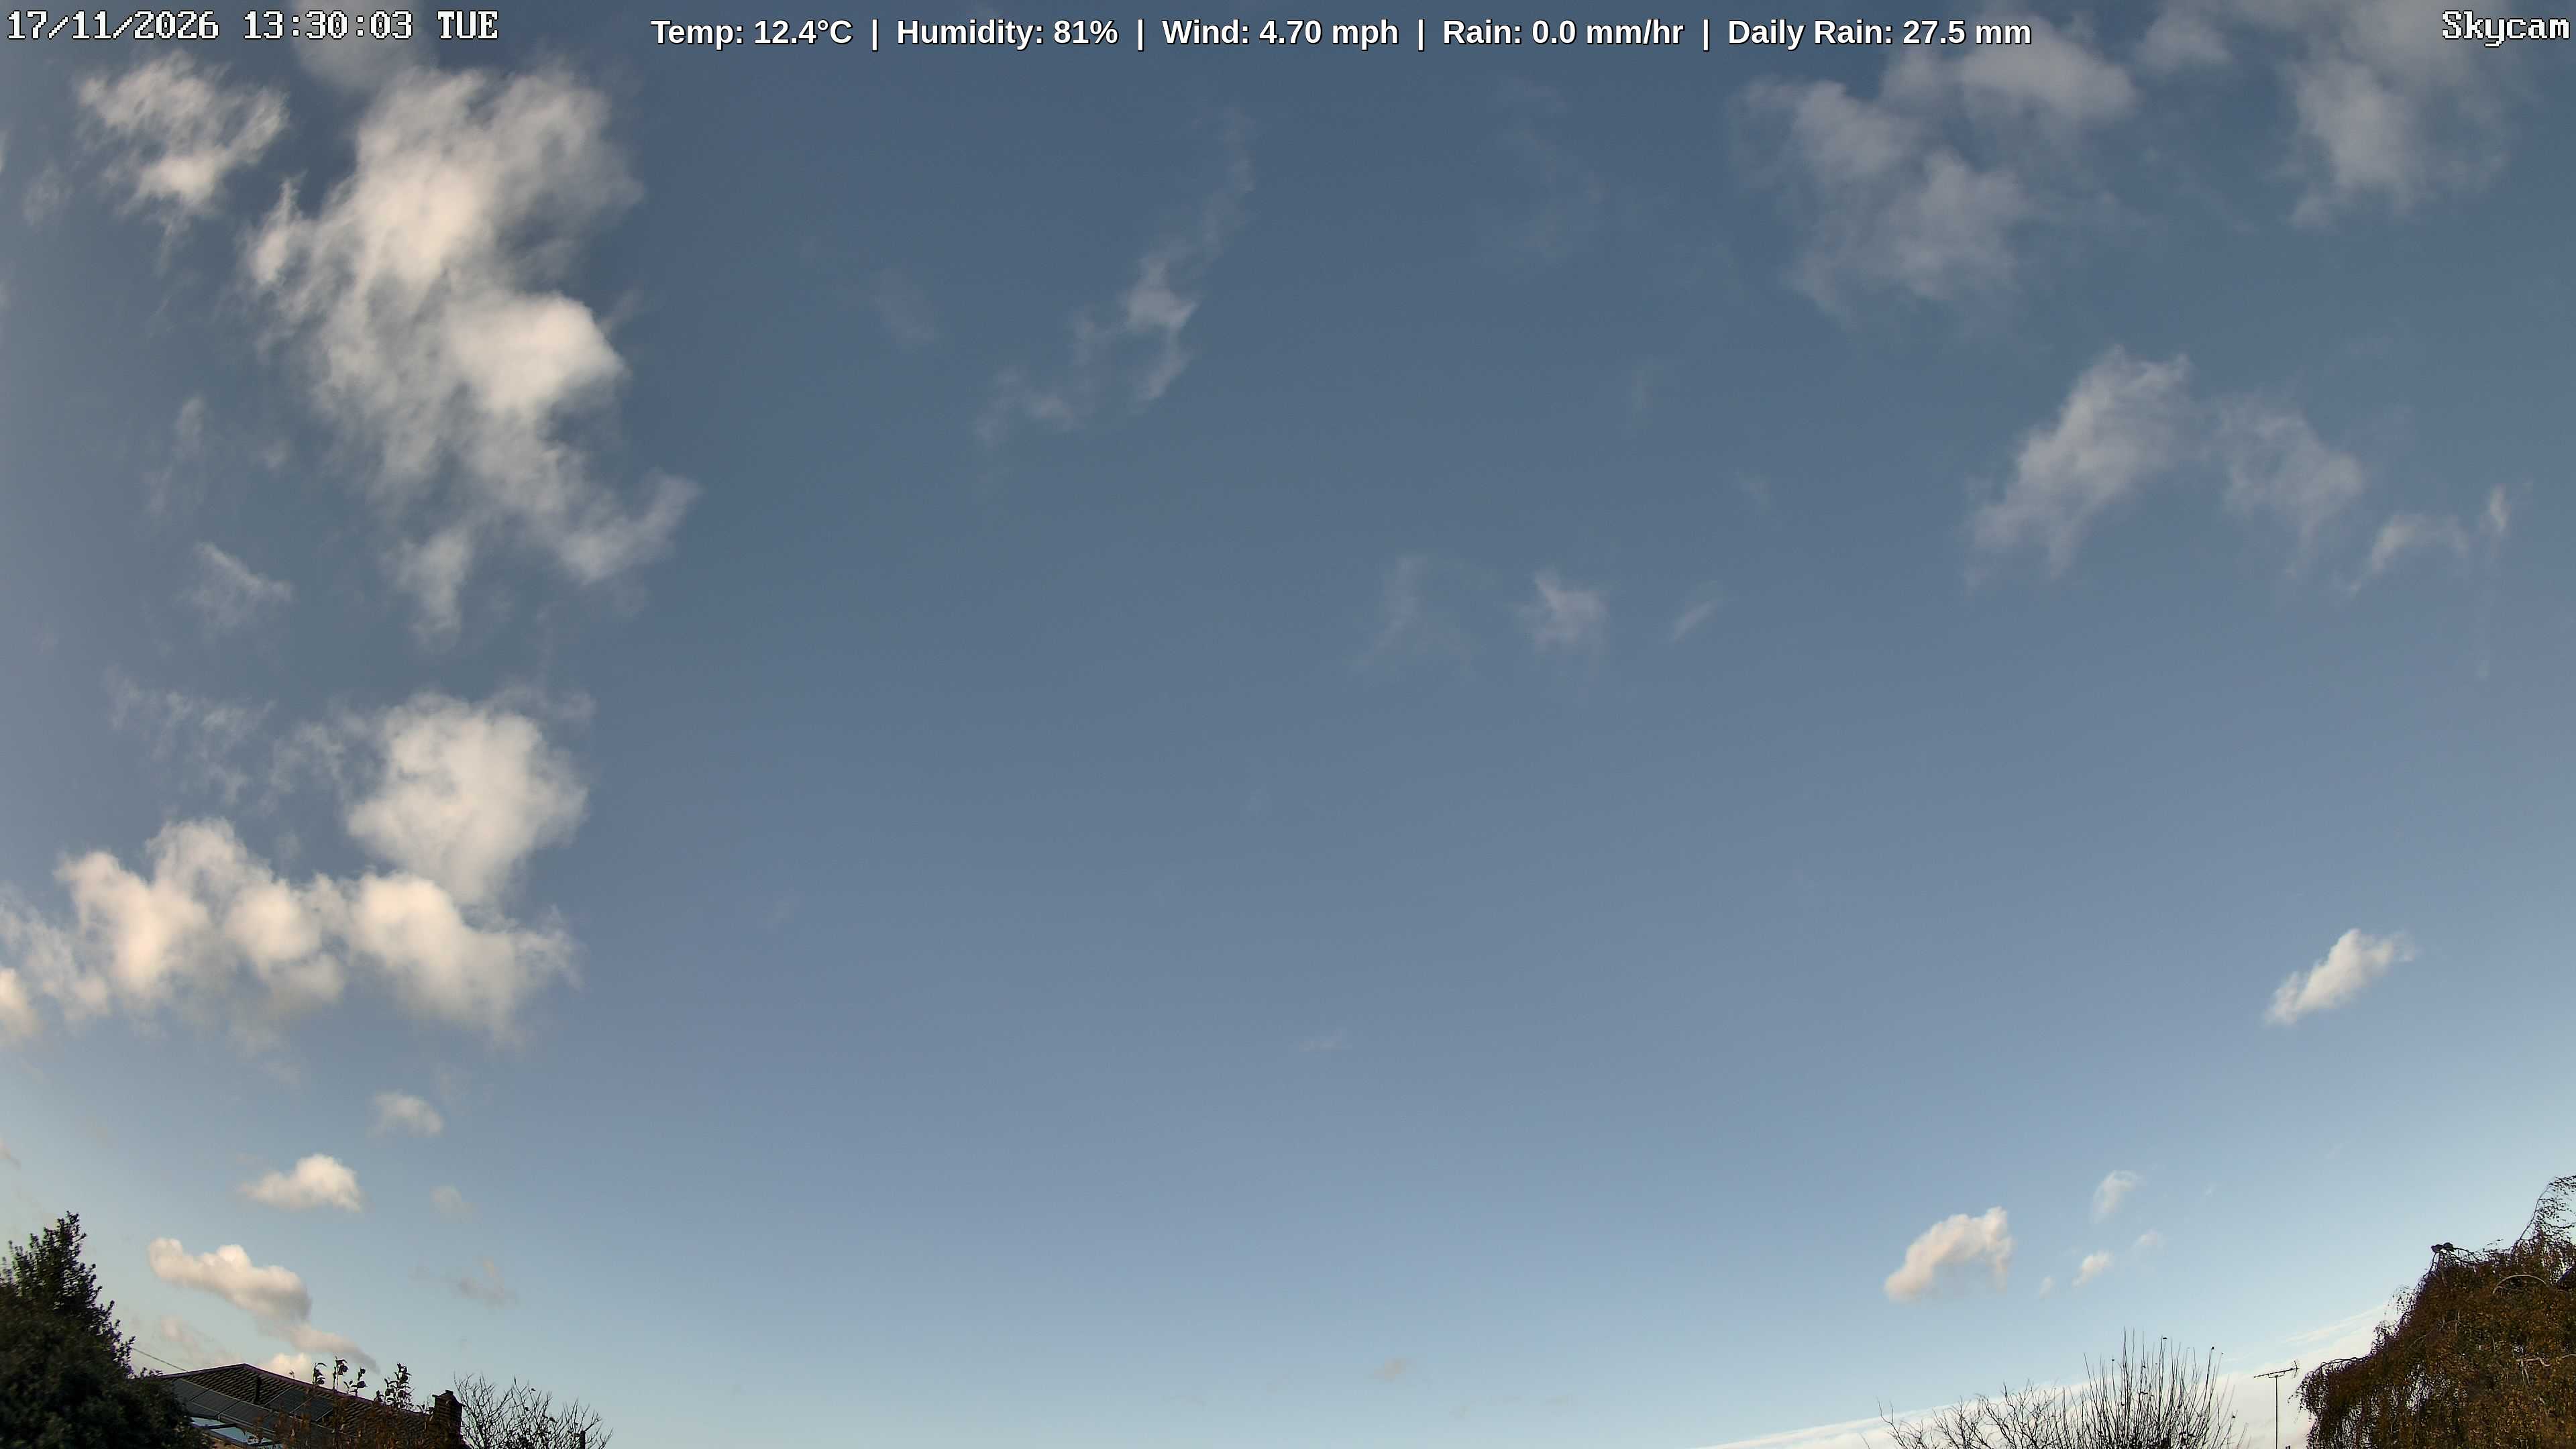 17/11/2026 13:30:03 TUE
Temp: 12.4°C | Humidity: 81% | Wind: 4.70 mph | Rain: 0.0 mm/hr | Daily Rain: 27.5 mm
Skycam